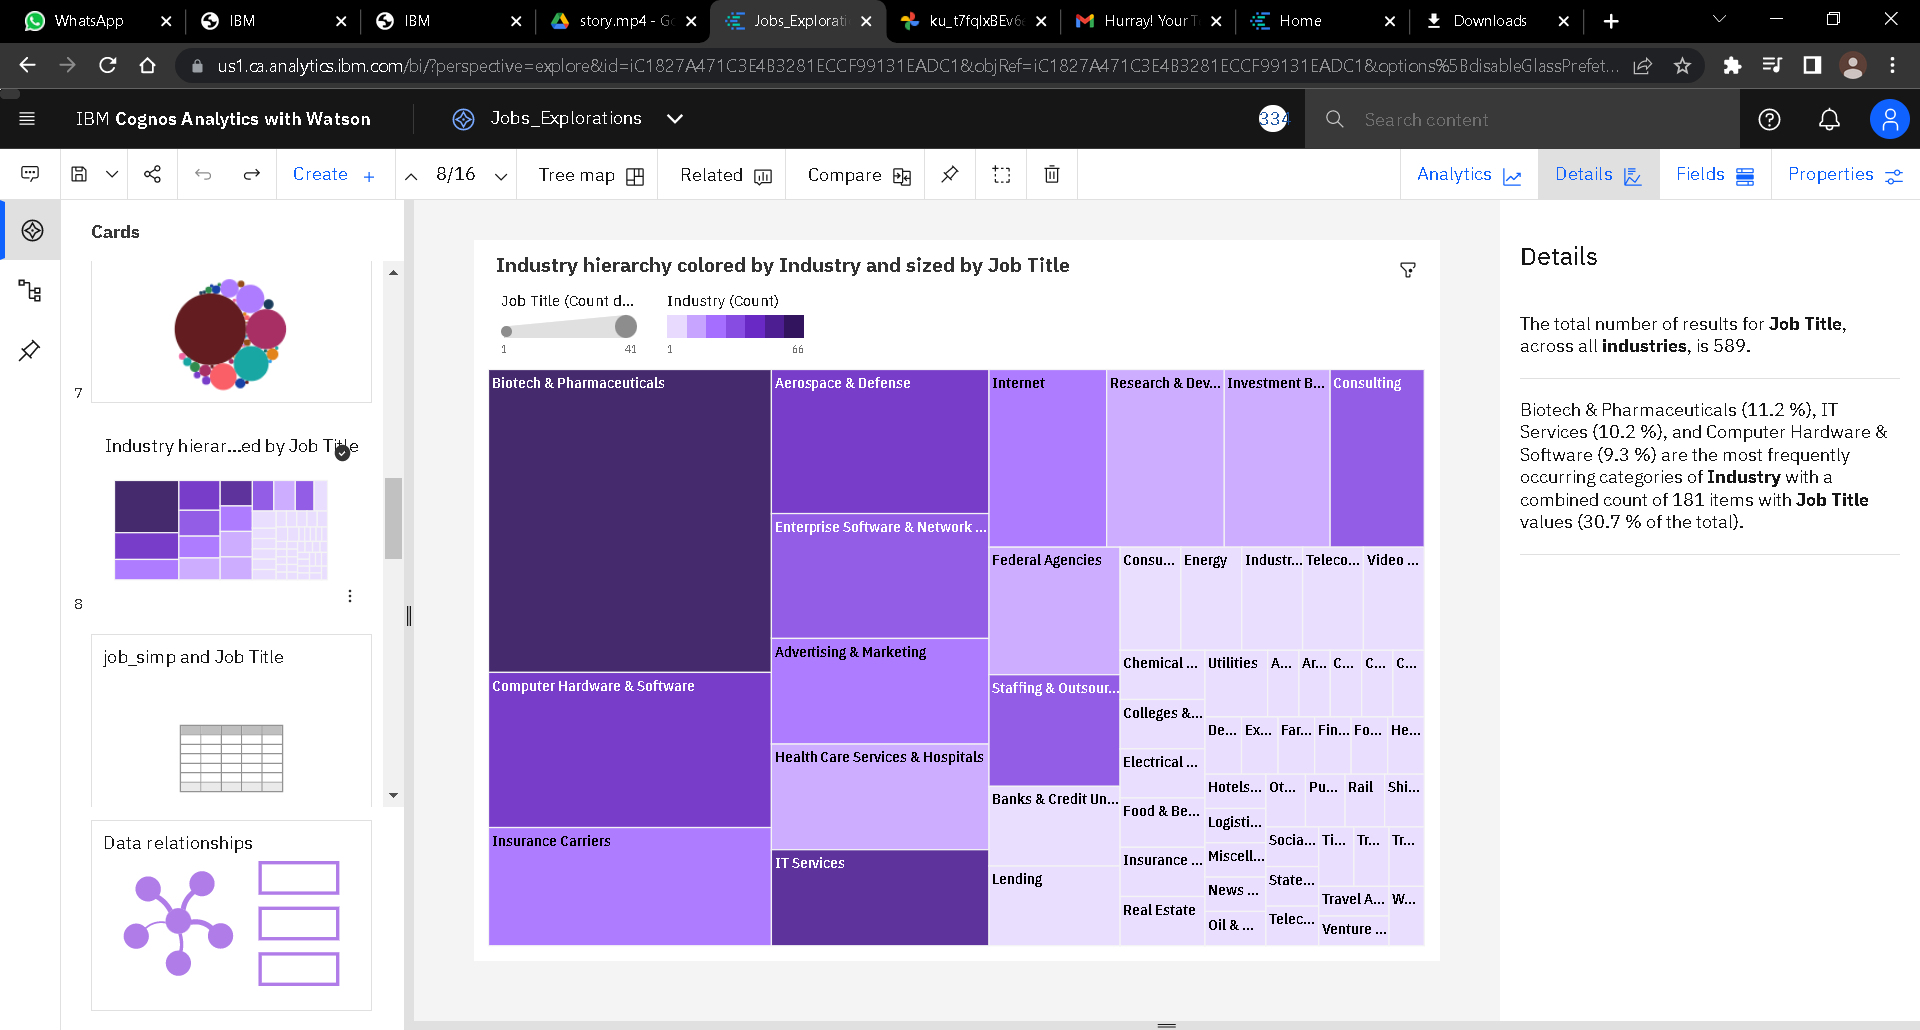 WhatsApp
IBM
IBM
story.mp4 - Go
Jobs_Explorati
ku_t7fqIxBEv6
Hurray! Your T
Home
Downloads
us1.ca.analytics.ibm.com/bi/?perspective=explore&id=iC1827A471C3E4B3281ECCF99131EADC1&objRef=iC1827A471C3E4B3281ECCF99131EADC1&options%5BdisableGlassPrefet...
IBM Cognos Analytics with Watson
Jobs_Explorations
334
Search content
Create
8/16
Tree map
Related
Compare
Analytics
Details
Fields
Properties
Cards
7
Industry hierar...ed by Job Title
8
job_simp and Job Title
Data relationships
Industry hierarchy colored by Industry and sized by Job Title
Job Title (Count d...
Industry (Count)
1
41
1
66
Biotech & Pharmaceuticals
Computer Hardware & Software
Insurance Carriers
Aerospace & Defense
Enterprise Software & Network ...
Advertising & Marketing
Health Care Services & Hospitals
IT Services
Internet
Research & Dev...
Investment B...
Consulting
Federal Agencies
Staffing & Outsour...
Banks & Credit Un...
Lending
Consu...
Energy
Industr...
Teleco...
Video ...
Chemical ...
Colleges &...
Electrical ...
Food & Be...
Insurance ...
Real Estate
Utilities
A...
Ar...
C...
C...
C...
De...
Ex...
Far...
Fin...
Fo...
He...
Hotels...
Ot...
Pu...
Rail
Shi...
Logisti...
Miscell...
News ...
Oil & ...
Socia...
Ti...
Tr...
Tr...
State...
Telec...
Travel A...
W...
Venture ...
Details
The total number of results for Job Title,
across all industries, is 589.
Biotech & Pharmaceuticals (11.2 %), IT
Services (10.2 %), and Computer Hardware &
Software (9.3 %) are the most frequently
occurring categories of Industry with a
combined count of 181 items with Job Title
values (30.7 % of the total).